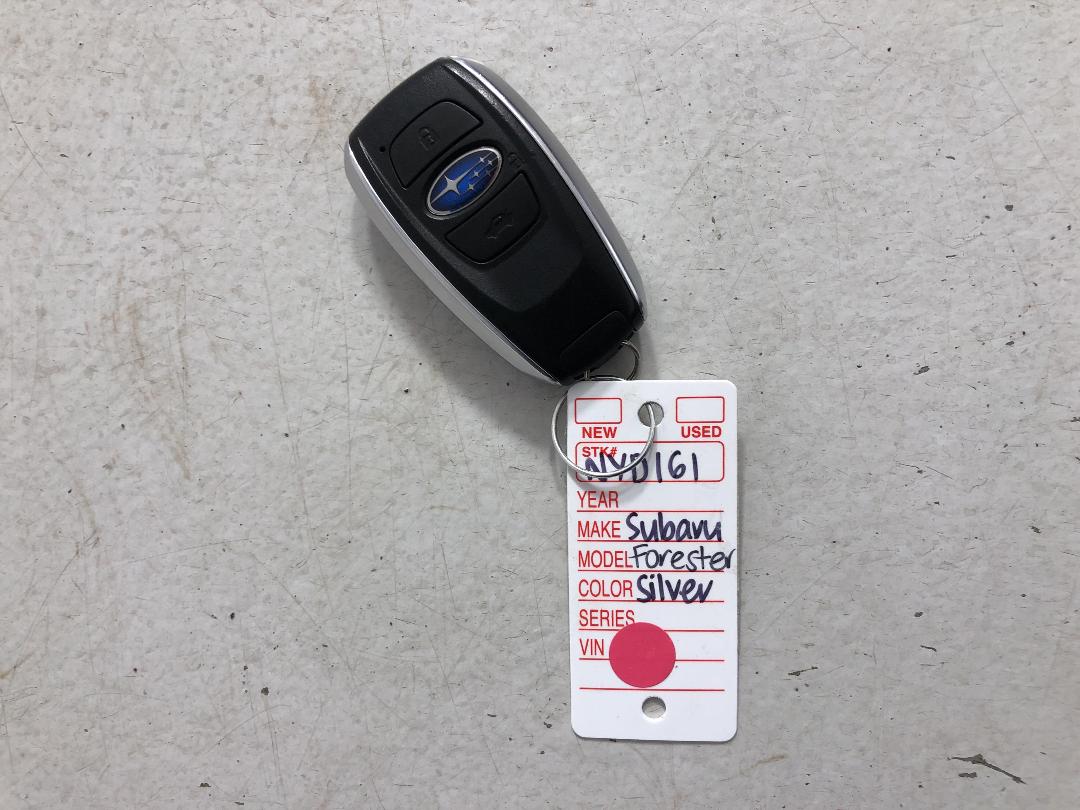 NEW USED
STK#
NYD161
YEAR
MAKE Subaru
MODEL Forester
COLOR Silver
SERIES
VIN